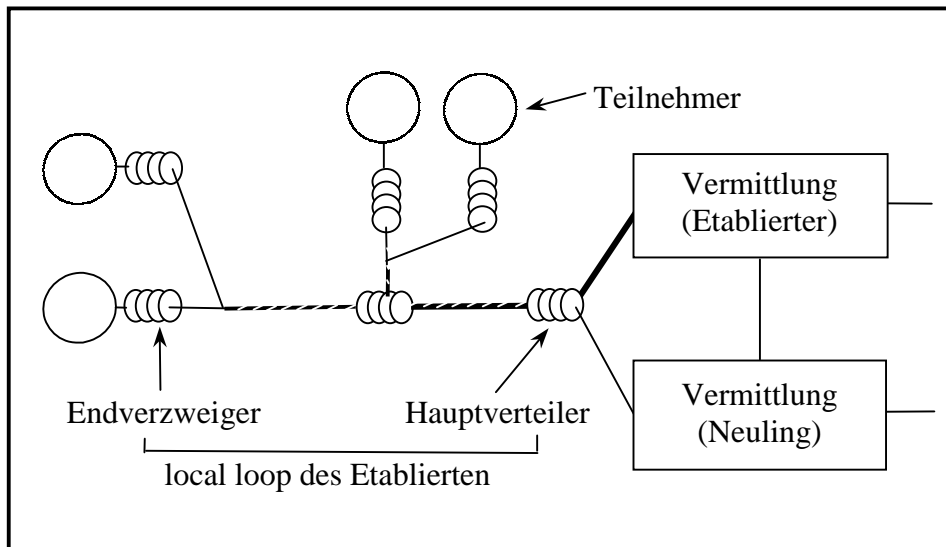 Teilnehmer
Vermittlung
(Etablierter)
Endverzweiger
Hauptverteiler
Vermittlung
(Neuling)
local loop des Etablierten